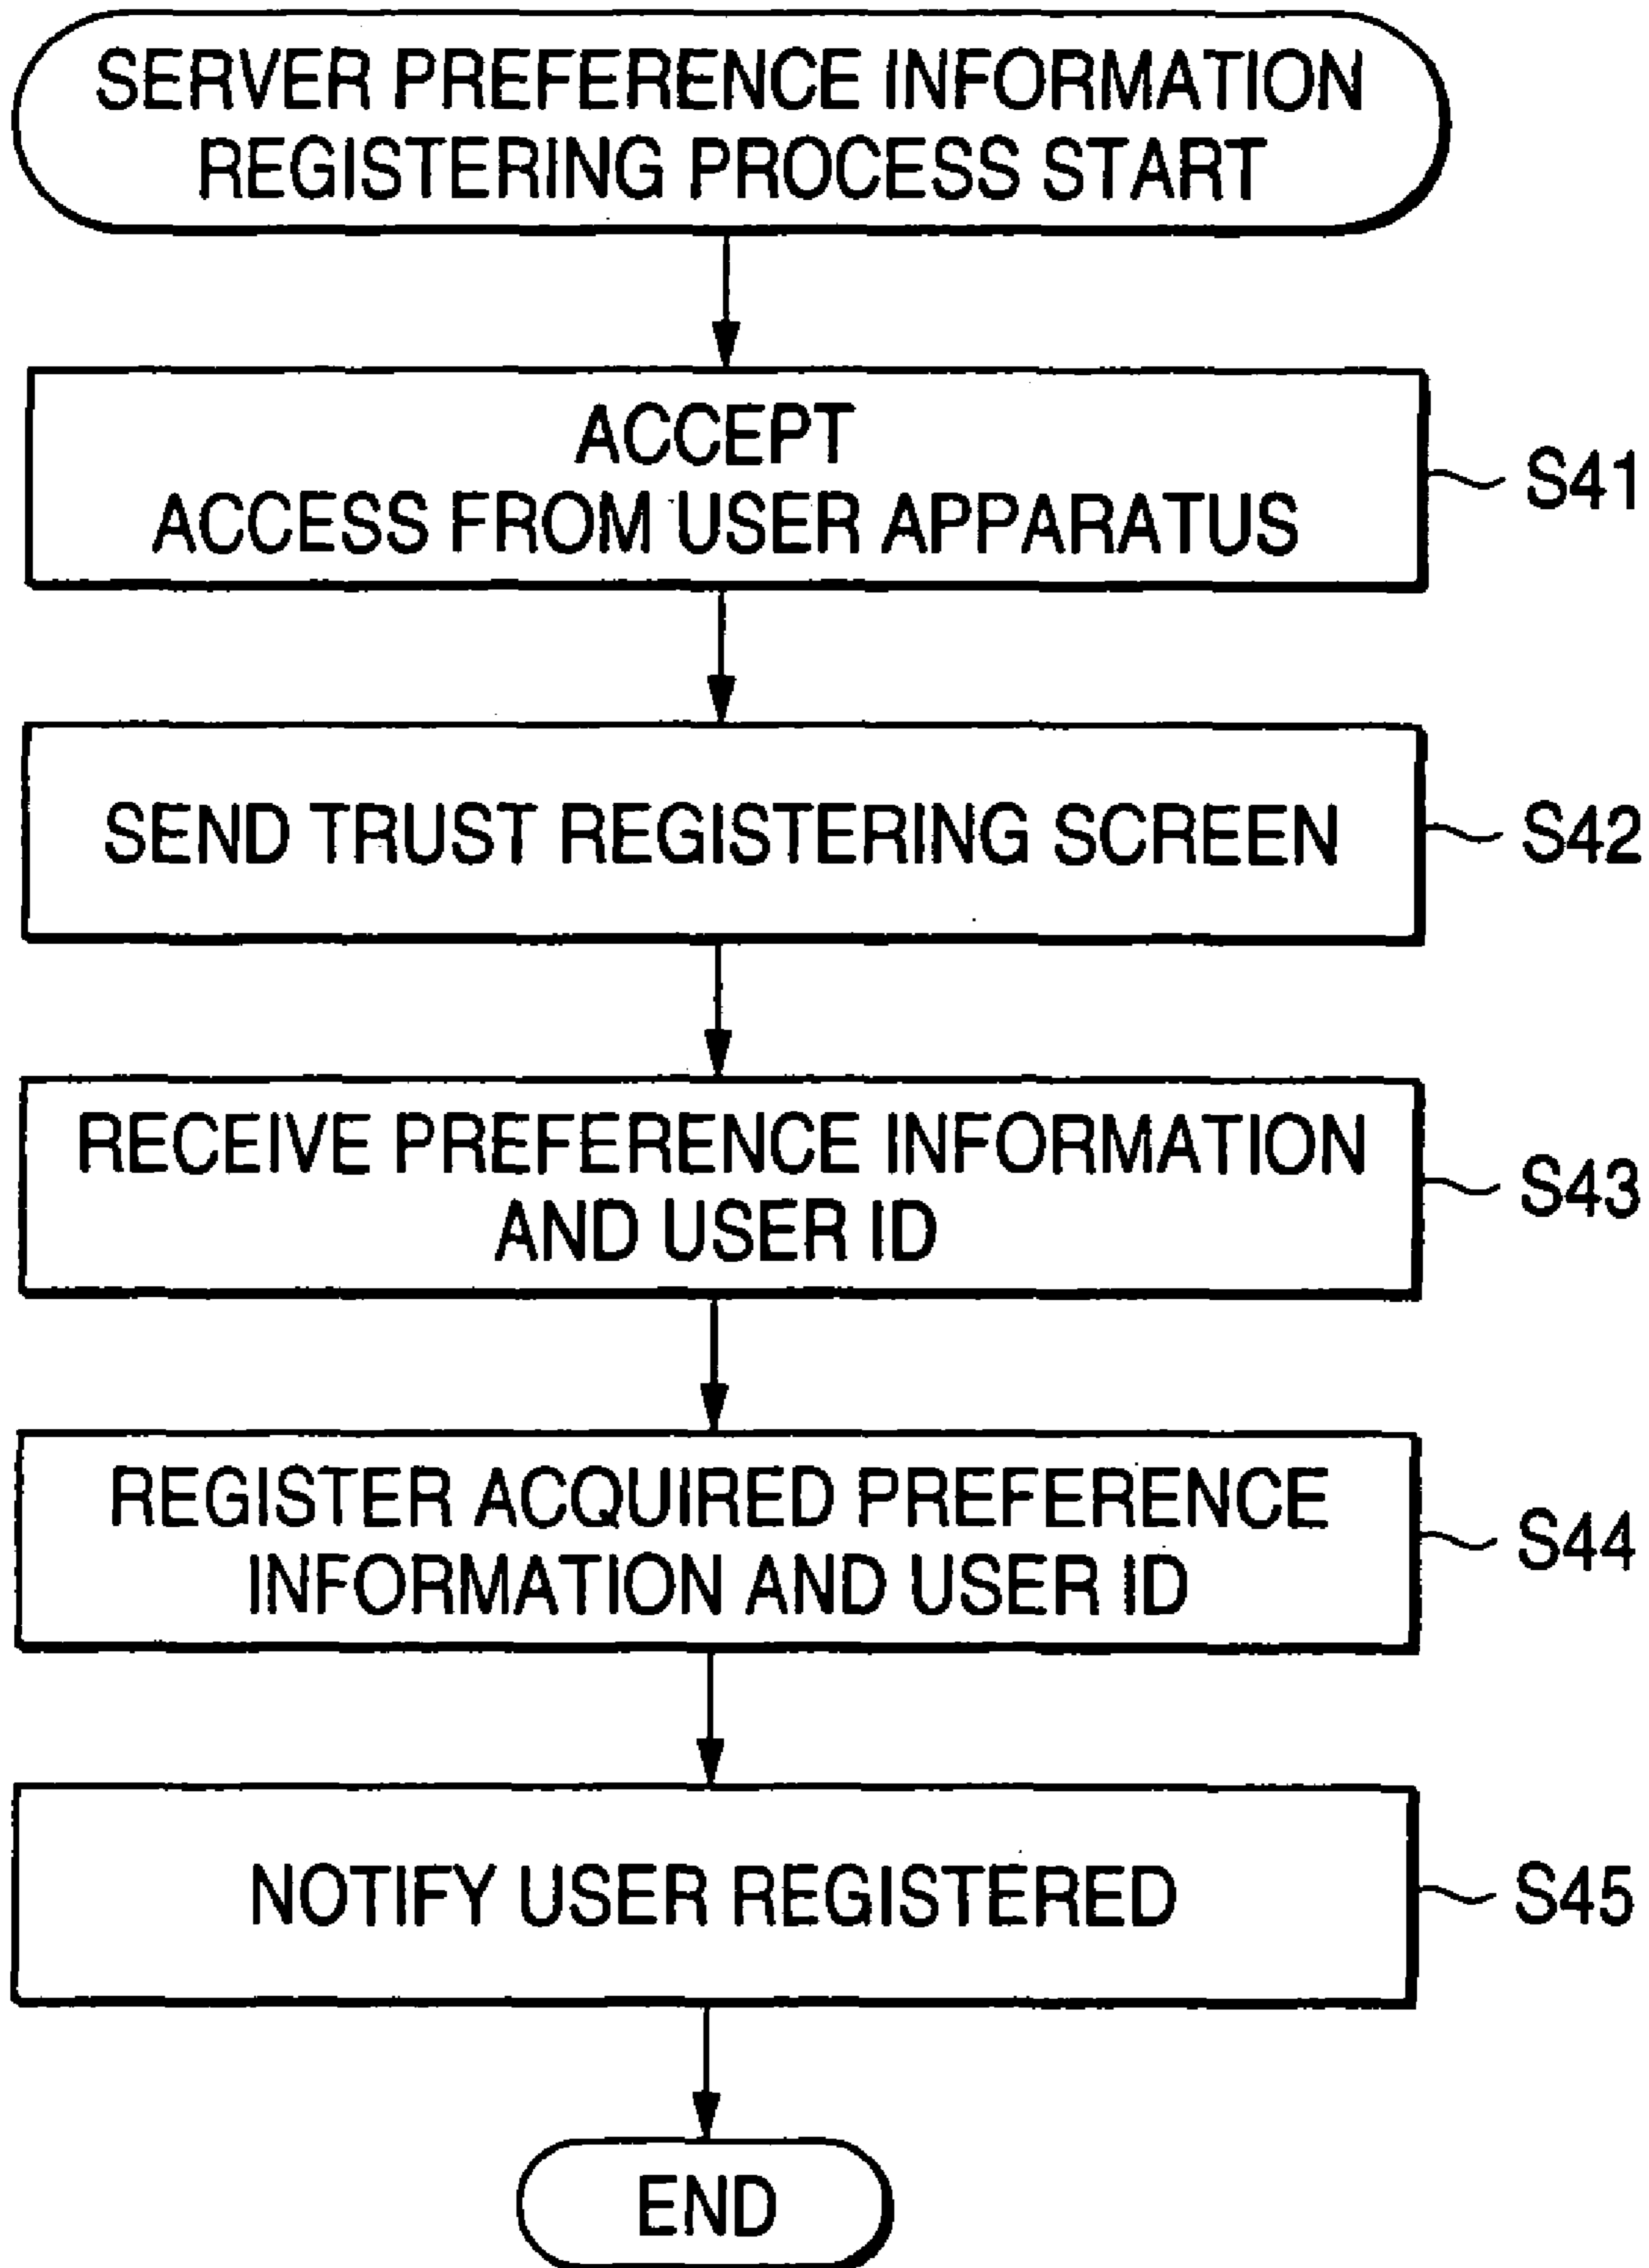 SERVER PREFERENCE INFORMATION
REGISTERING PROCESS START
ACCEPT
ACCESS FROM USER APPARATUS
S41
SEND TRUST REGISTERING SCREEN
S42
RECEIVE PREFERENCE INFORMATION
AND USER ID
S43
REGISTER ACQUIRED PREFERENCE
INFORMATION AND USER ID
S44
NOTIFY USER REGISTERED
S45
END